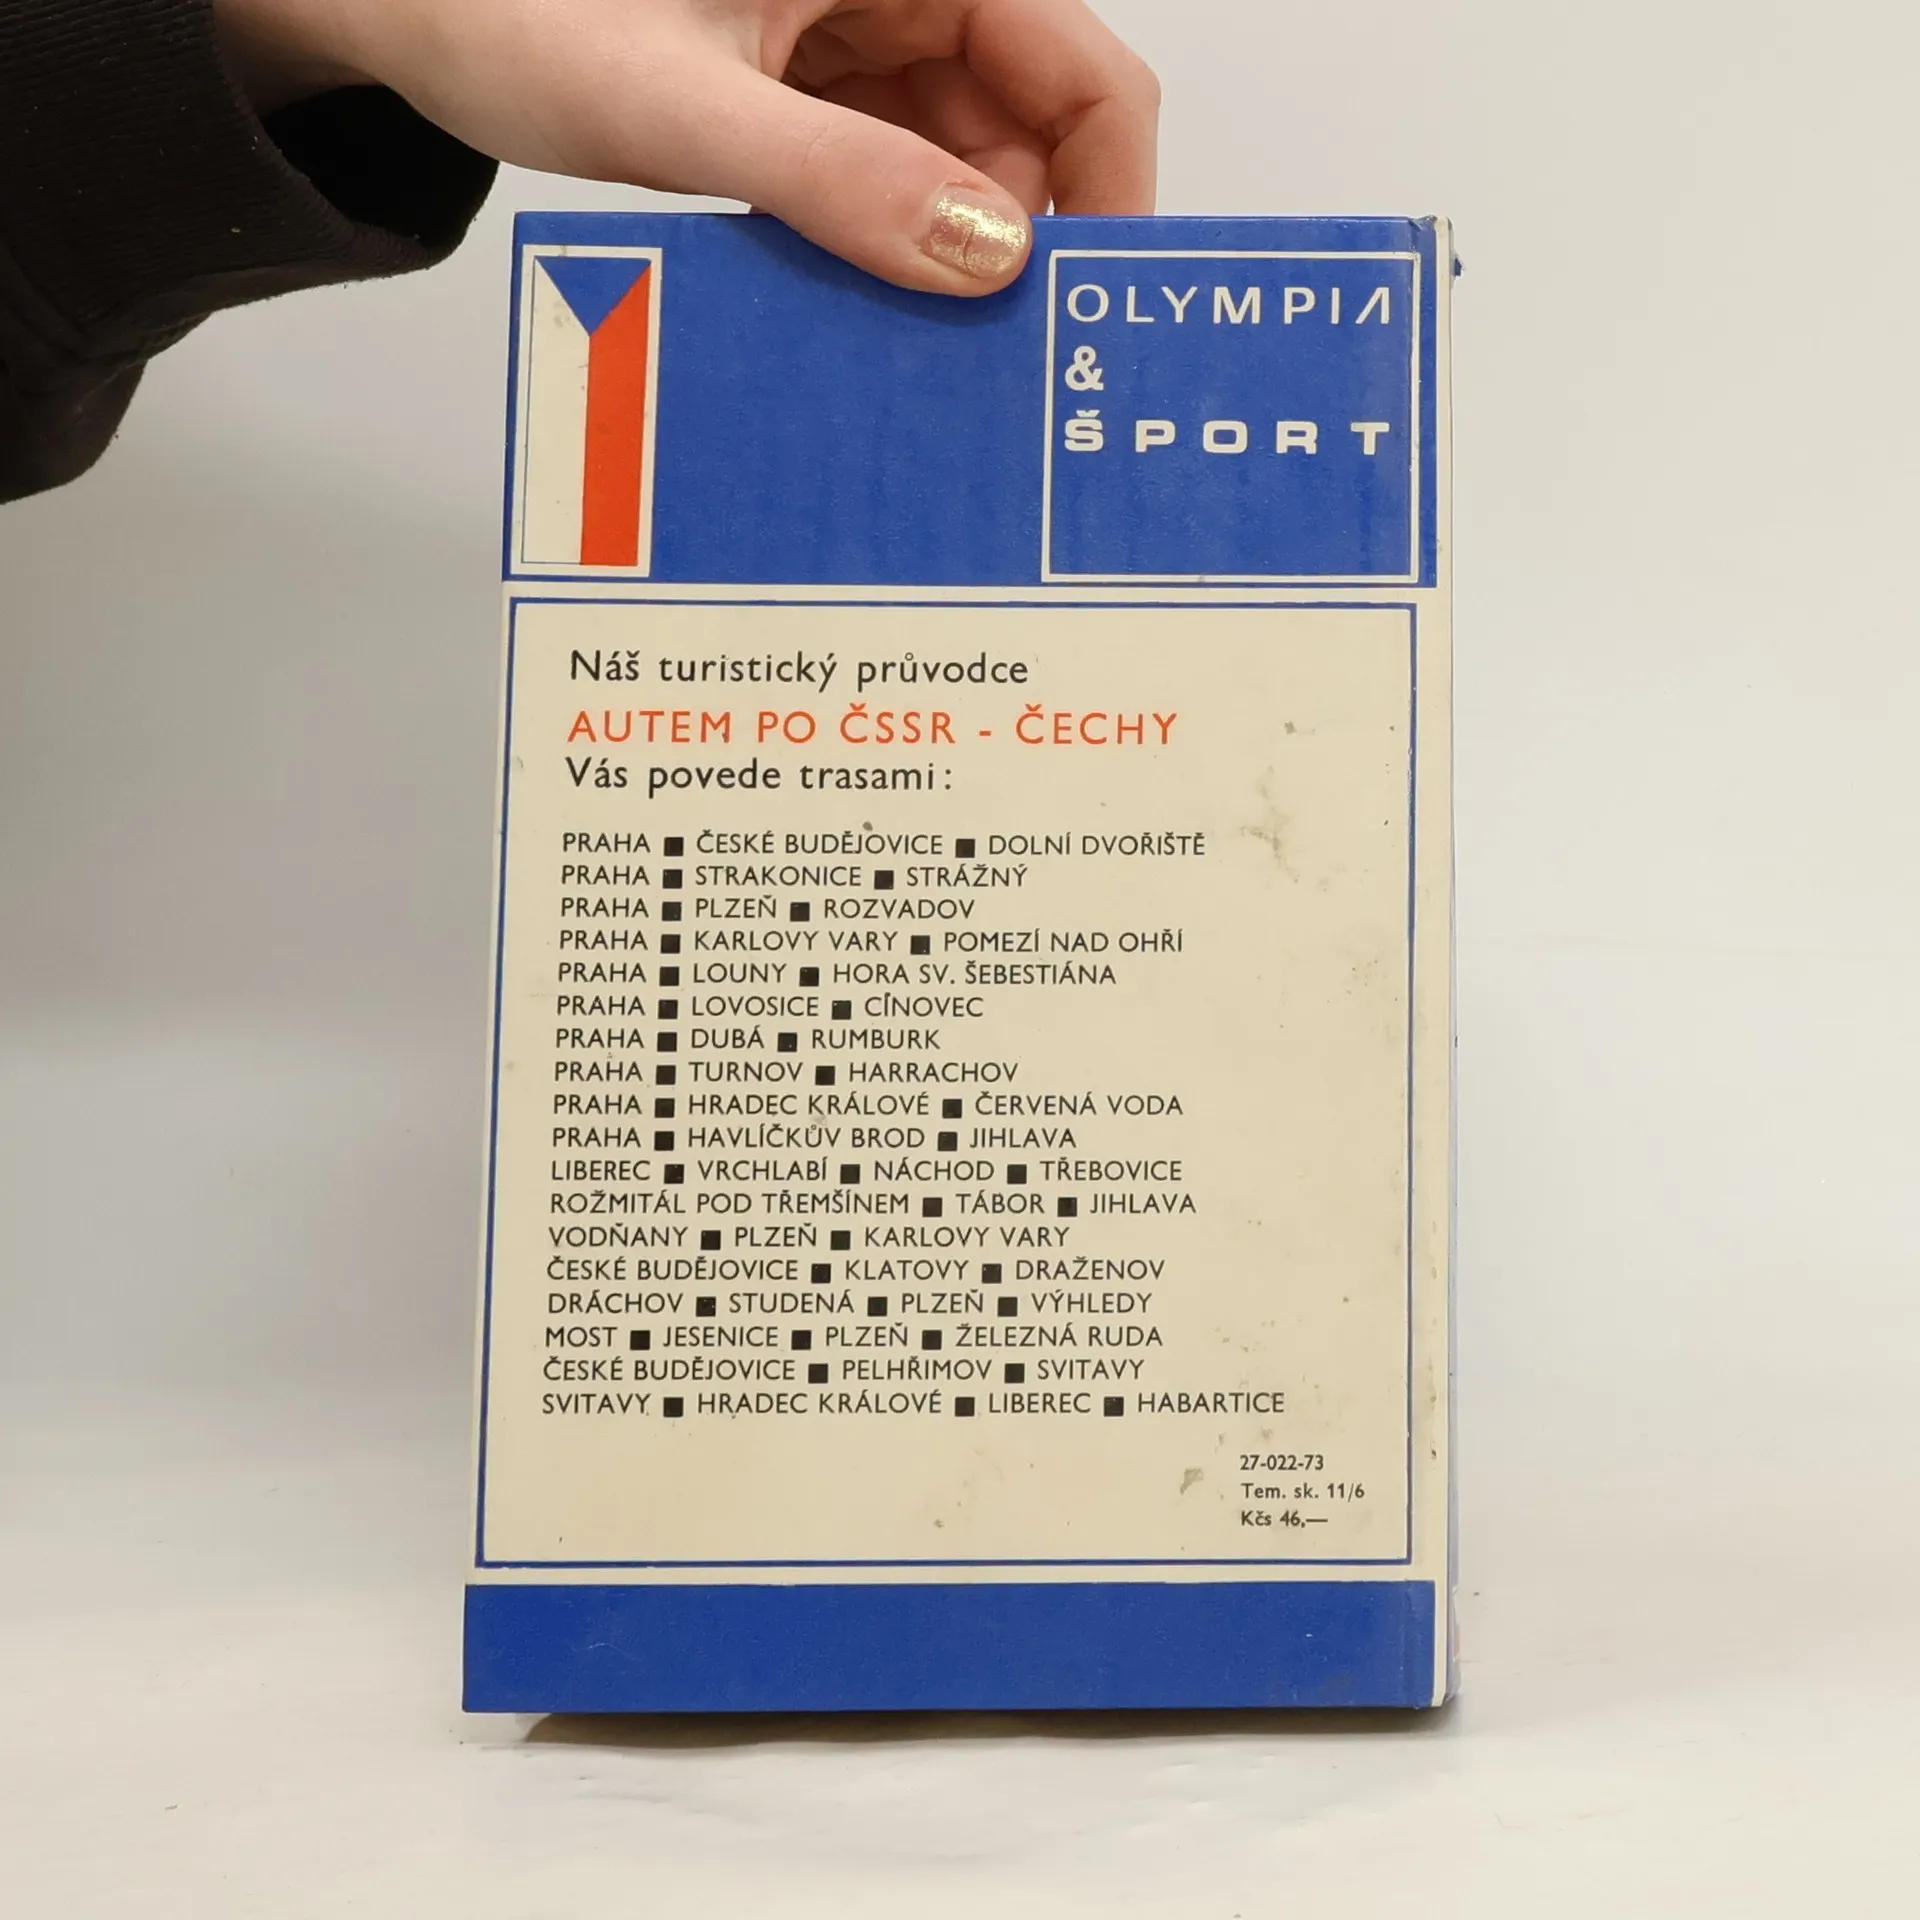 OLYMPIA
&
ŠPORT
Náš turistický průvodce
AUTEM PO ČSSR - ČECHY
Vás povede trasami:
PRAHA ■ ČESKÉ BUDĚJOVICE ■ DOLNÍ DVOŘIŠTĚ
PRAHA ■ STRAKONICE ■ STRÁŽNÝ
PRAHA ■ PLZEŇ ■ ROZVADOV
PRAHA ■ KARLOVY VARY ■ POMEZÍ NAD OHŘÍ
PRAHA ■ LOUNY ■ HORA SV. ŠEBESTIÁNA
PRAHA ■ LOVOSICE ■ CÍNOVEC
PRAHA ■ DUBÁ ■ RUMBURK
PRAHA ■ TURNOV ■ HARRACHOV
PRAHA ■ HRADEC KRÁLOVÉ ■ ČERVENÁ VODA
PRAHA ■ HAVLÍČKŮV BROD ■ JIHLAVA
LIBEREC ■ VRCHLABÍ ■ NÁCHOD ■ TŘEBOVICE
ROŽMITÁL POD TŘEMŠÍNEM ■ TÁBOR ■ JIHLAVA
VODŇANY ■ PLZEŇ ■ KARLOVY VARY
ČESKÉ BUDĚJOVICE ■ KLATOVY ■ DRAŽENOV
DRÁCHOV ■ STUDENÁ ■ PLZEŇ ■ VÝHLEDY
MOST ■ JESENICE ■ PLZEŇ ■ ŽELEZNÁ RUDA
ČESKÉ BUDĚJOVICE ■ PELHŘIMOV ■ SVITAVY
SVITAVY ■ HRADEC KRÁLOVÉ ■ LIBEREC ■ HABARTICE
27-022-73
Tem. sk. 11/6
Kčs 46,—